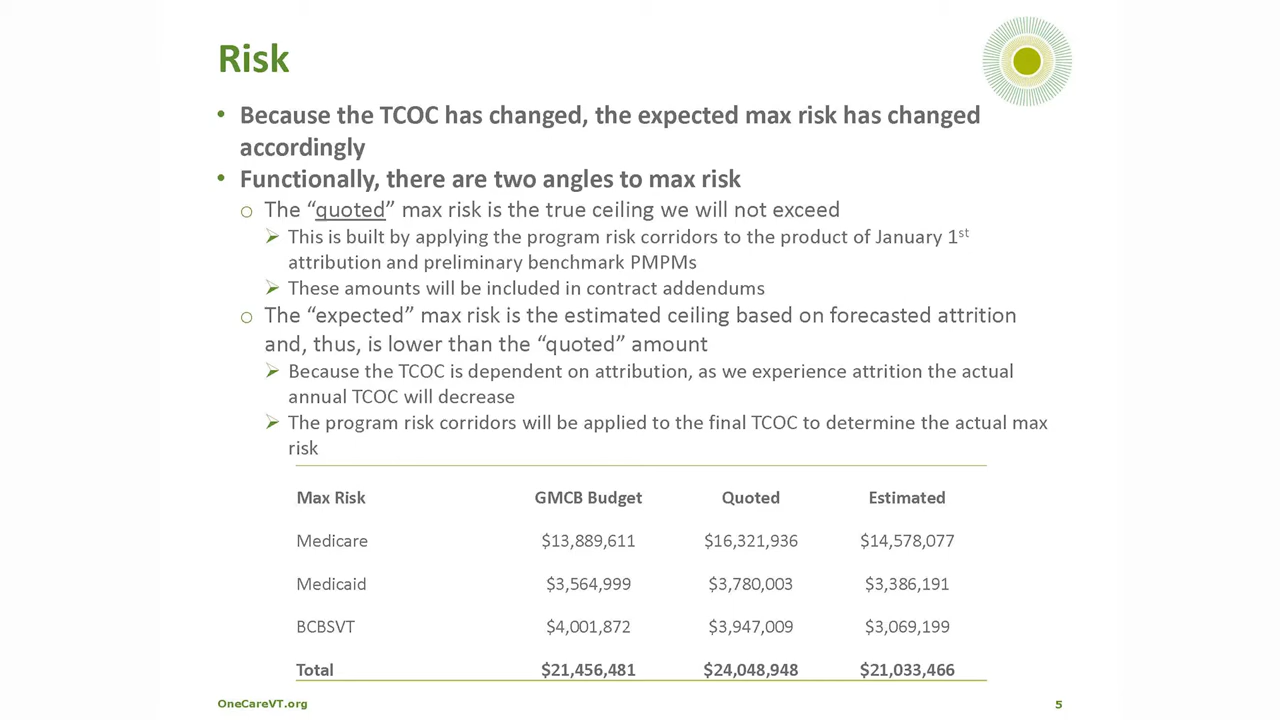 Risk
• Because the TCOC has changed, the expected max risk has changed
accordingly
• Functionally, there are two angles to max risk
o The “quoted” max risk is the true ceiling we will not exceed
➢ This is built by applying the program risk corridors to the product of January 1st
attribution and preliminary benchmark PMPMs
➢ These amounts will be included in contract addendums
o The “expected” max risk is the estimated ceiling based on forecasted attrition
and, thus, is lower than the “quoted” amount
➢ Because the TCOC is dependent on attribution, as we experience attrition the actual
annual TCOC will decrease
➢ The program risk corridors will be applied to the final TCOC to determine the actual max
risk
Max Risk GMCB Budget Quoted Estimated
Medicare $13,889,611 $16,321,936 $14,578,077
Medicaid $3,564,999 $3,780,003 $3,386,191
BCBSVT $4,001,872 $3,947,009 $3,069,199
Total $21,456,481 $24,048,948 $21,033,466
OneCareVT.org 5